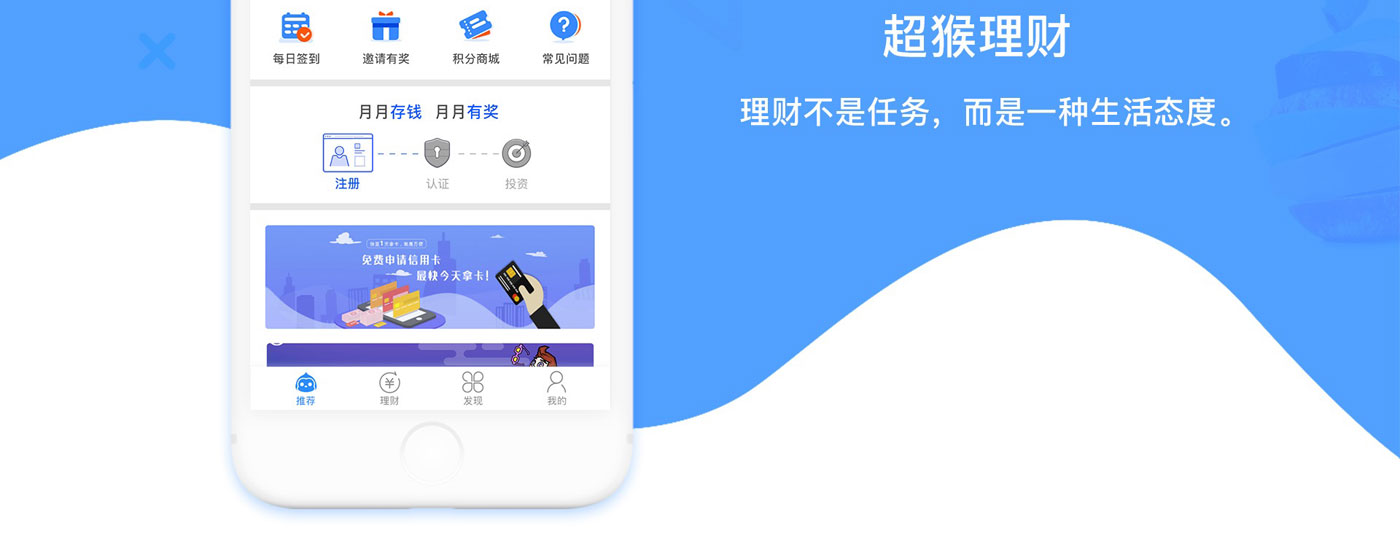 超猴理财
理财不是任务，而是一种生活态度。
每日签到 邀请有奖 积分商城 常见问题
月月存钱 月月有奖
注册 认证 投资
免费申请信用卡
最快今天拿卡!
推荐 理财 发现 我的